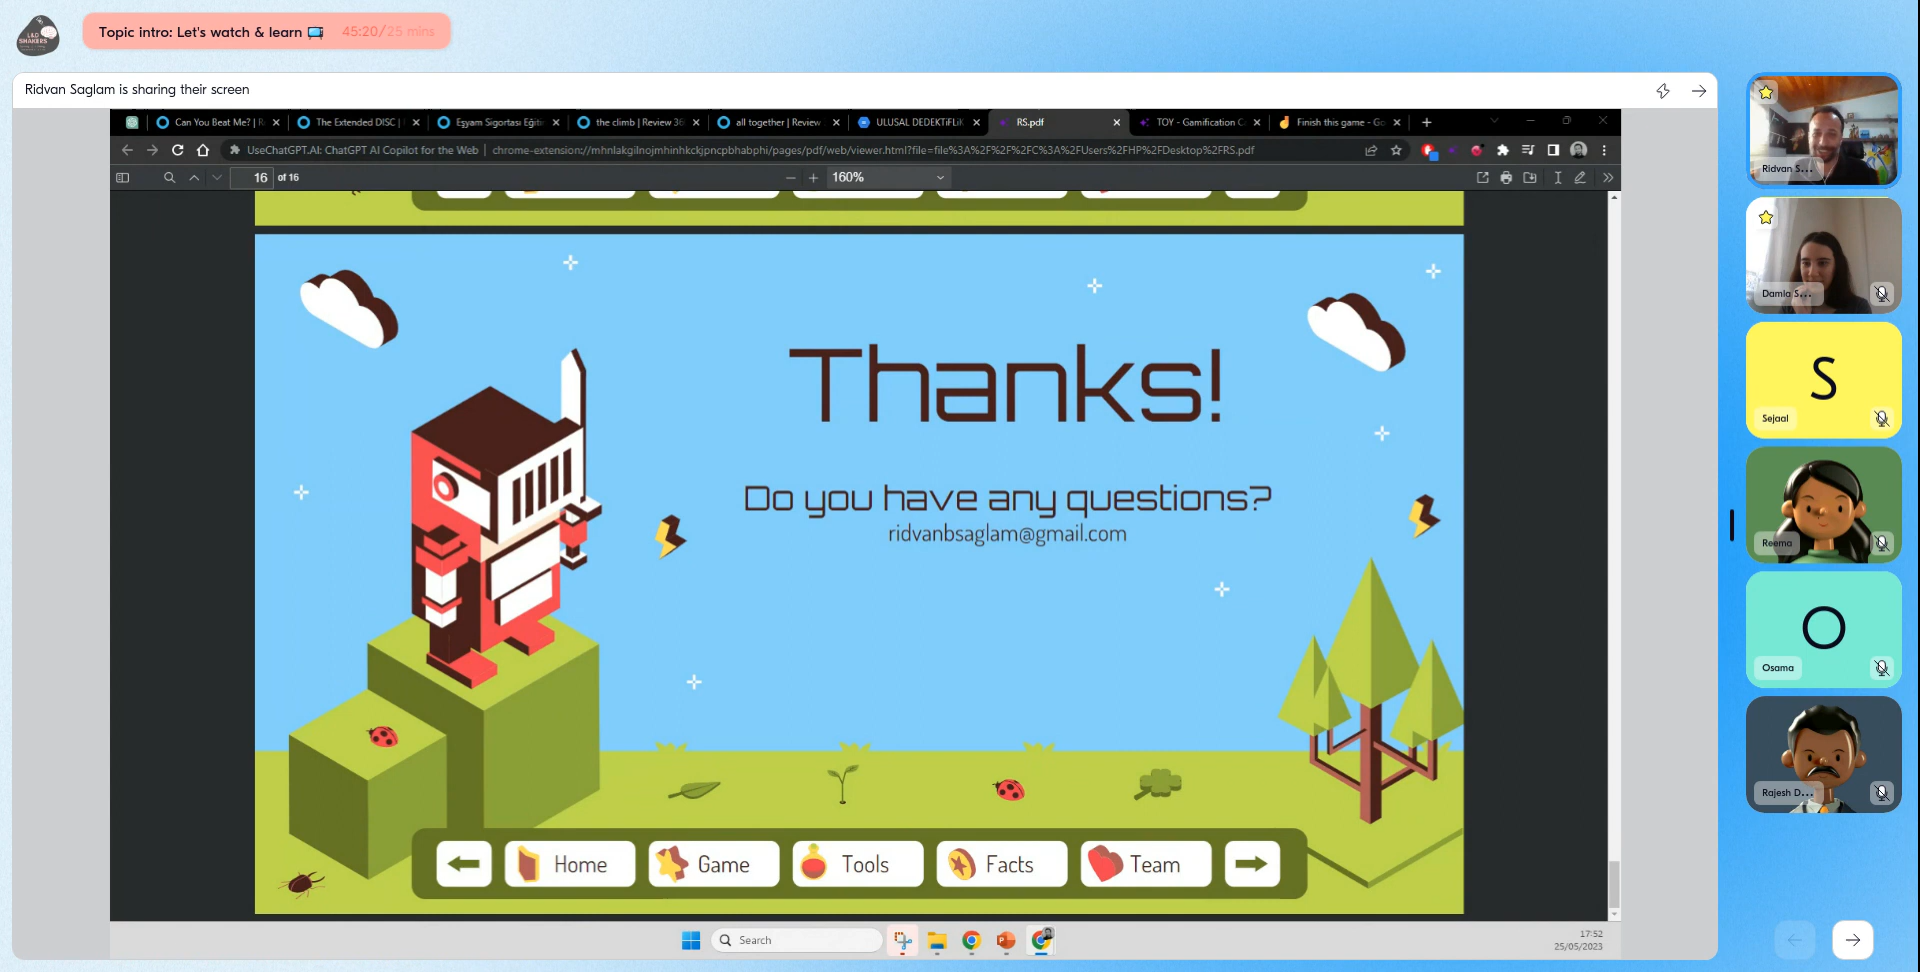 L&D
SHAKERS
Topic intro: Let's watch & learn 45:20/25 mins
Ridvan Saglam is sharing their screen
Can You Beat Me? | R
The Extended DISC |
Eşyam Sigortası Eğiti
the climb | Review 36
all together | Review
ULUSAL DEDEKTİFLİK
RS.pdf
TOY - Gamification C
Finish this game - Go
UseChatGPT.AI: ChatGPT AI Copilot for the Web | chrome-extension://mhnlakgilnojmhinhkckjpncpbhabphi/pages/pdf/web/viewer.html?file=file%3A%2F%2F%2FC%3A%2FUsers%2FHP%2FDesktop%2FRS.pdf
16 of 16
160%
Thanks!
Do you have any questions?
ridvanbsaglam@gmail.com
Home
Game
Tools
Facts
Team
Search
17:52
25/05/2023
Ridvan S...
Damla S...
S
Sejaal
Reema
O
Osama
Rajesh D...